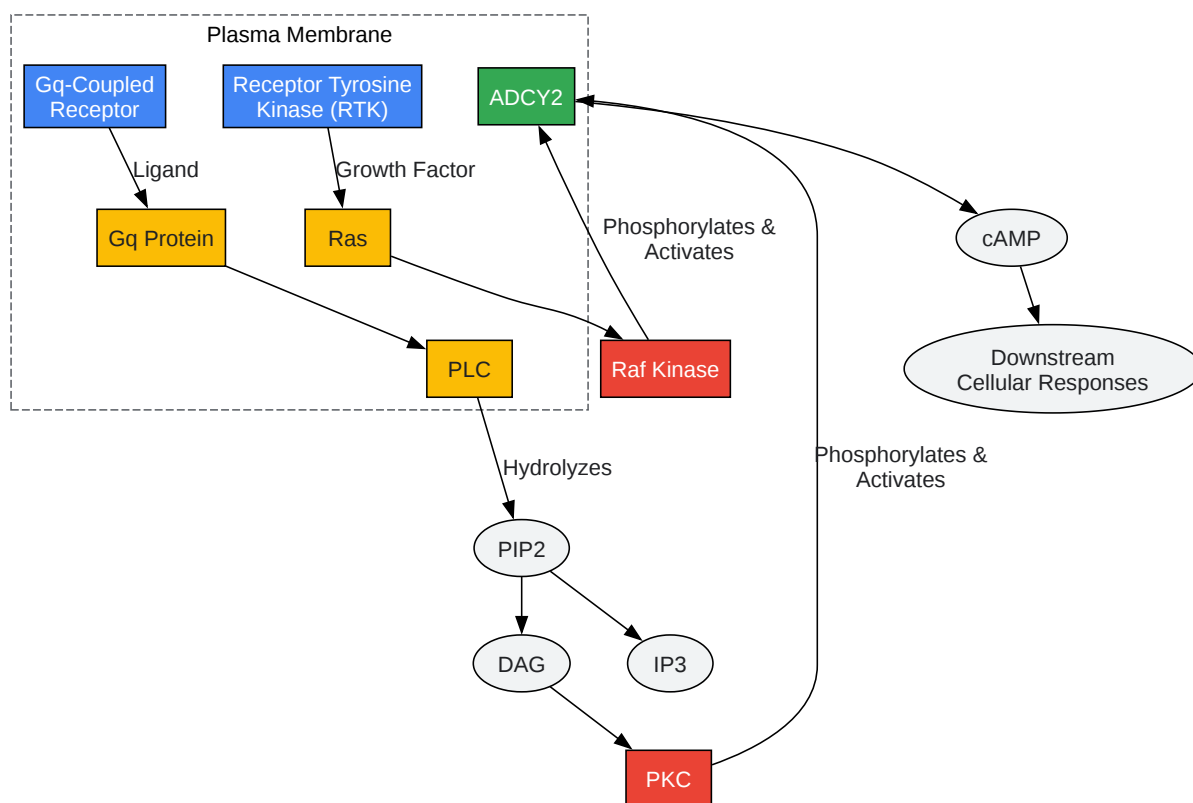 Plasma Membrane
Gq-Coupled
Receptor
Receptor Tyrosine
Kinase (RTK)
ADCY2
Ligand
Growth Factor
Gq Protein
Ras
Phosphorylates &
Activates
cAMP
PLC
Raf Kinase
Downstream
Cellular Responses
Hydrolyzes
Phosphorylates &
Activates
PIP2
DAG
IP3
PKC